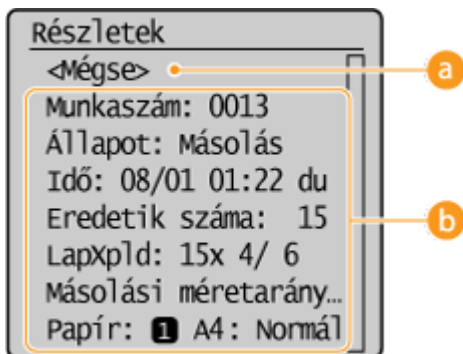 Részletek
<Mégse>
a
Munkaszám: 0013
Állapot: Másolás
Idő: 08/01 01:22 du
Eredetik száma: 15
b
LapXpld: 15x 4/ 6
Másolási méretarány…
Papír: 1 A4: Normál